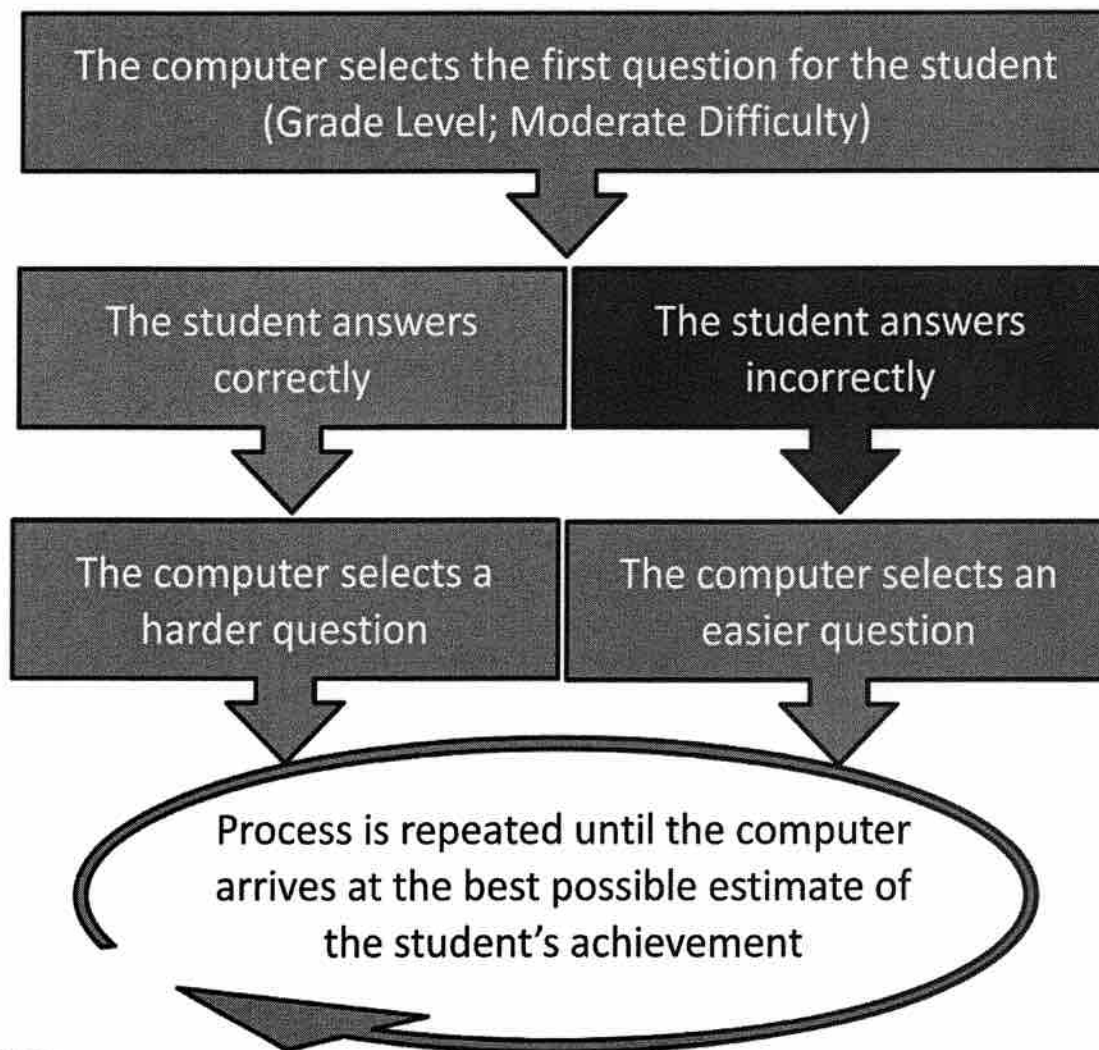 The computer selects the first question for the student
(Grade Level; Moderate Difficulty)
The student answers
correctly
The student answers
incorrectly
The computer selects a
harder question
The computer selects an
easier question
Process is repeated until the computer
arrives at the best possible estimate of
the student's achievement